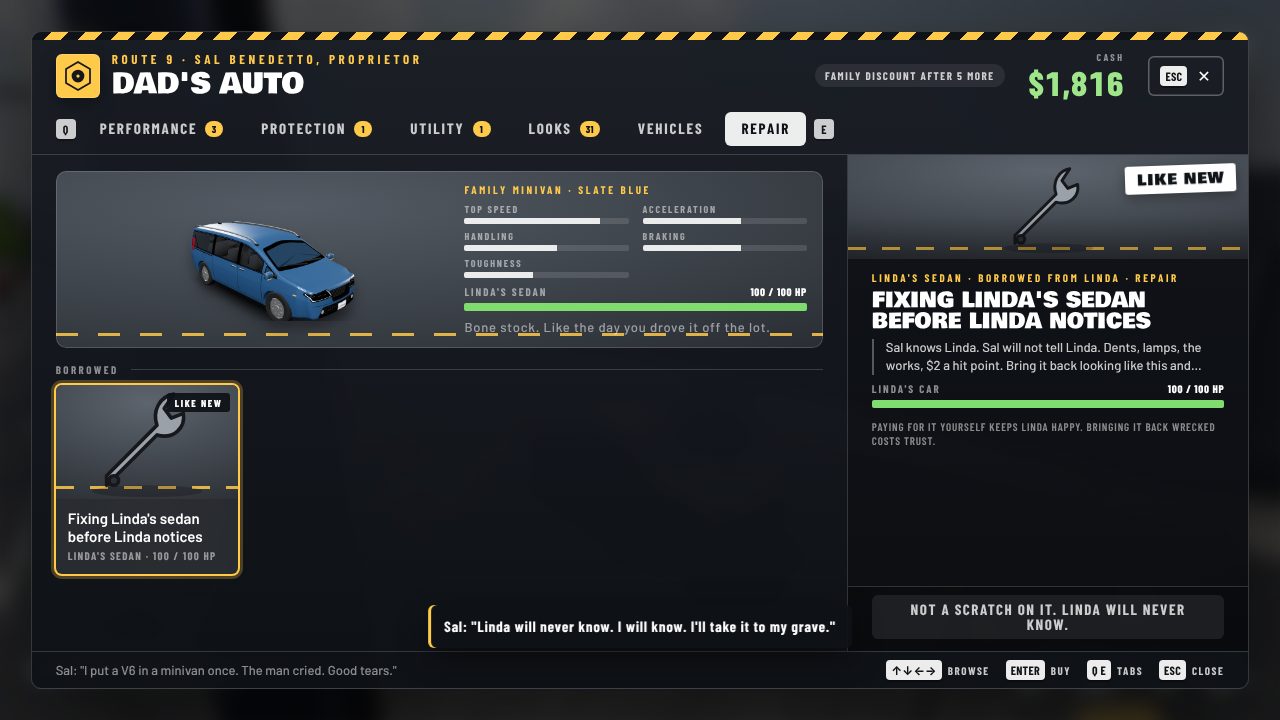 ROUTE 9 · SAL BENEDETTO, PROPRIETOR
DAD'S AUTO
FAMILY DISCOUNT AFTER 5 MORE
CASH
$1,816
ESC ✕
Q PERFORMANCE 3 PROTECTION 1 UTILITY 1 LOOKS 31 VEHICLES REPAIR E
FAMILY MINIVAN · SLATE BLUE
TOP SPEED ACCELERATION
HANDLING BRAKING
TOUGHNESS
LINDA'S SEDAN 100 / 100 HP
Bone stock. Like the day you drove it off the lot.
BORROWED
LIKE NEW
Fixing Linda's sedan
before Linda notices
LINDA'S SEDAN · 100 / 100 HP
LIKE NEW
LINDA'S SEDAN · BORROWED FROM LINDA · REPAIR
FIXING LINDA'S SEDAN
BEFORE LINDA NOTICES
Sal knows Linda. Sal will not tell Linda. Dents, lamps, the
works, $2 a hit point. Bring it back looking like this and...
LINDA'S CAR 100 / 100 HP
PAYING FOR IT YOURSELF KEEPS LINDA HAPPY. BRINGING IT BACK WRECKED
COSTS TRUST.
NOT A SCRATCH ON IT. LINDA WILL NEVER
KNOW.
Sal: "Linda will never know. I will know. I'll take it to my grave."
Sal: "I put a V6 in a minivan once. The man cried. Good tears."
↑↓←→ BROWSE ENTER BUY Q E TABS ESC CLOSE